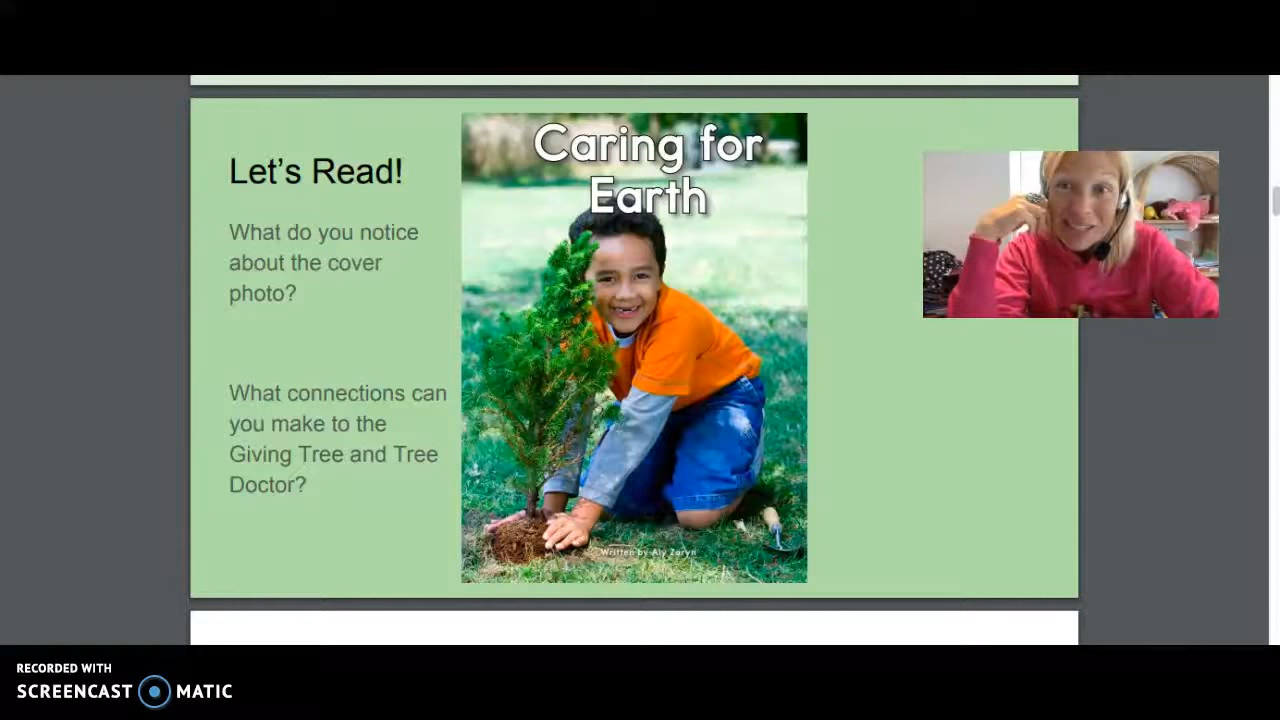 Let's Read!
What do you notice
about the cover
photo?
What connections can
you make to the
Giving Tree and Tree
Doctor?
Caring for
Earth
Written by Aly Zaryn
RECORDED WITH
SCREENCAST MATIC